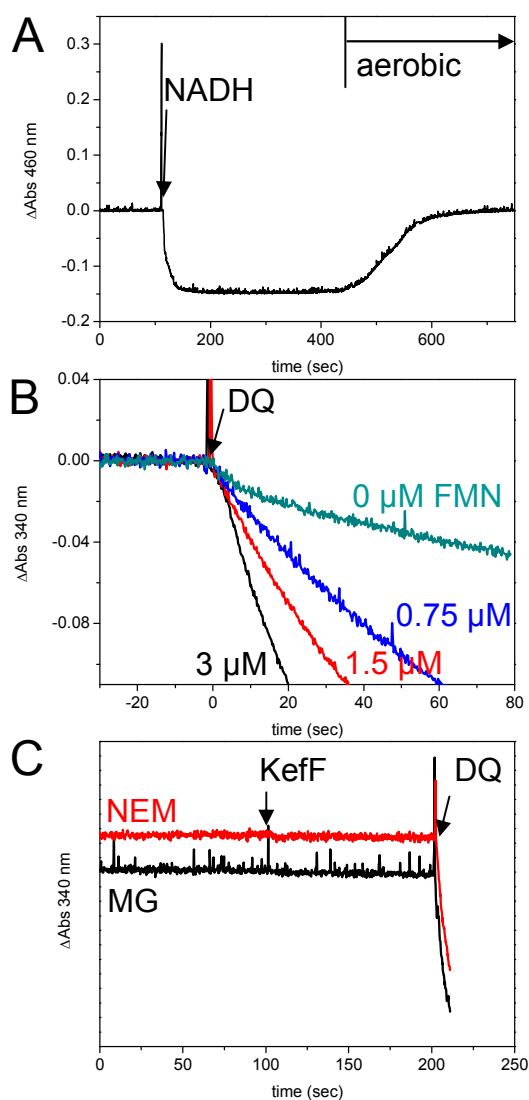 A
aerobic
NADH
ΔAbs 460 nm
0.3
0.2
0.1
0.0
-0.1
-0.2
0 200 400 600
time (sec)
B
DQ
0 µM FMN
0.75 µM
1.5 µM
3 µM
ΔAbs 340 nm
0.04
0.00
-0.04
-0.08
-20 0 20 40 60 80
time (sec)
C
KefF
DQ
NEM
MG
ΔAbs 340 nm
0 50 100 150 200 250
time (sec)